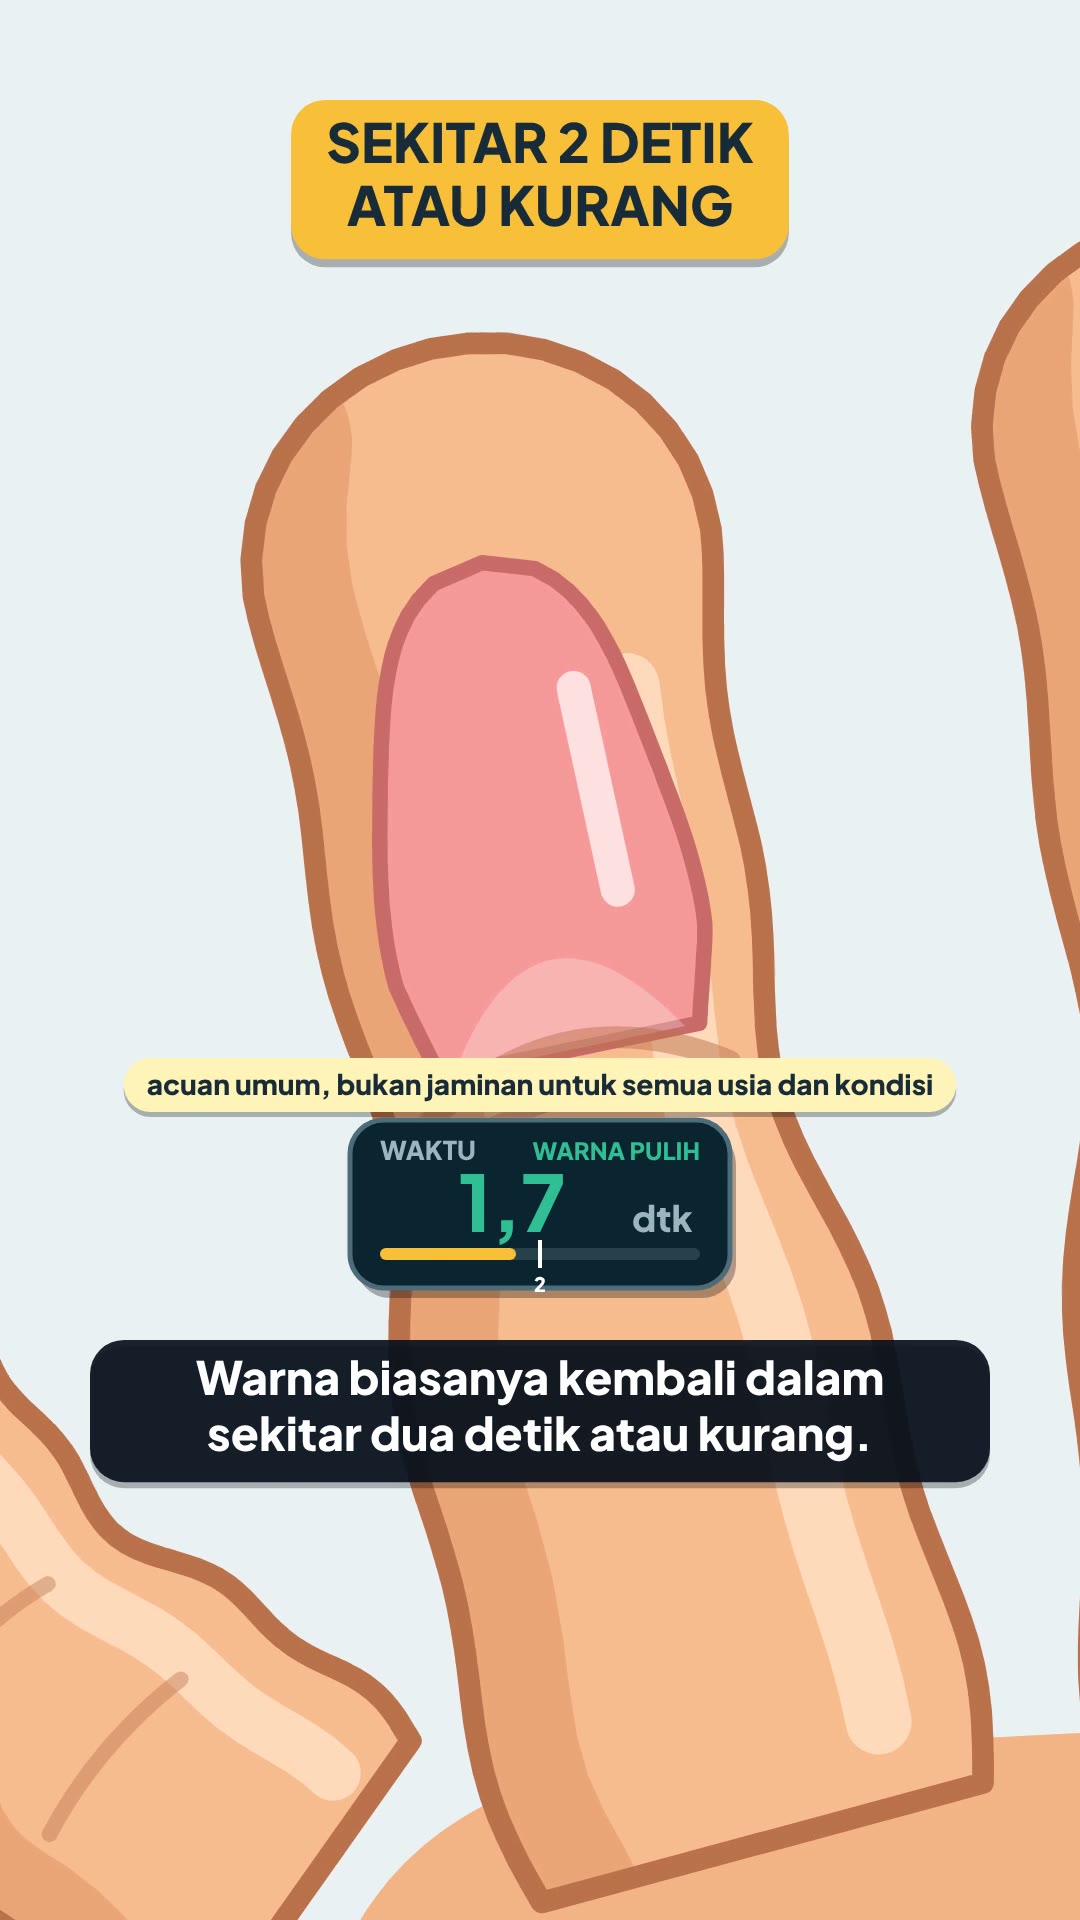 SEKITAR 2 DETIK
ATAU KURANG
acuan umum, bukan jaminan untuk semua usia dan kondisi
WAKTU WARNA PULIH
1,7 dtk
2
Warna biasanya kembali dalam
sekitar dua detik atau kurang.